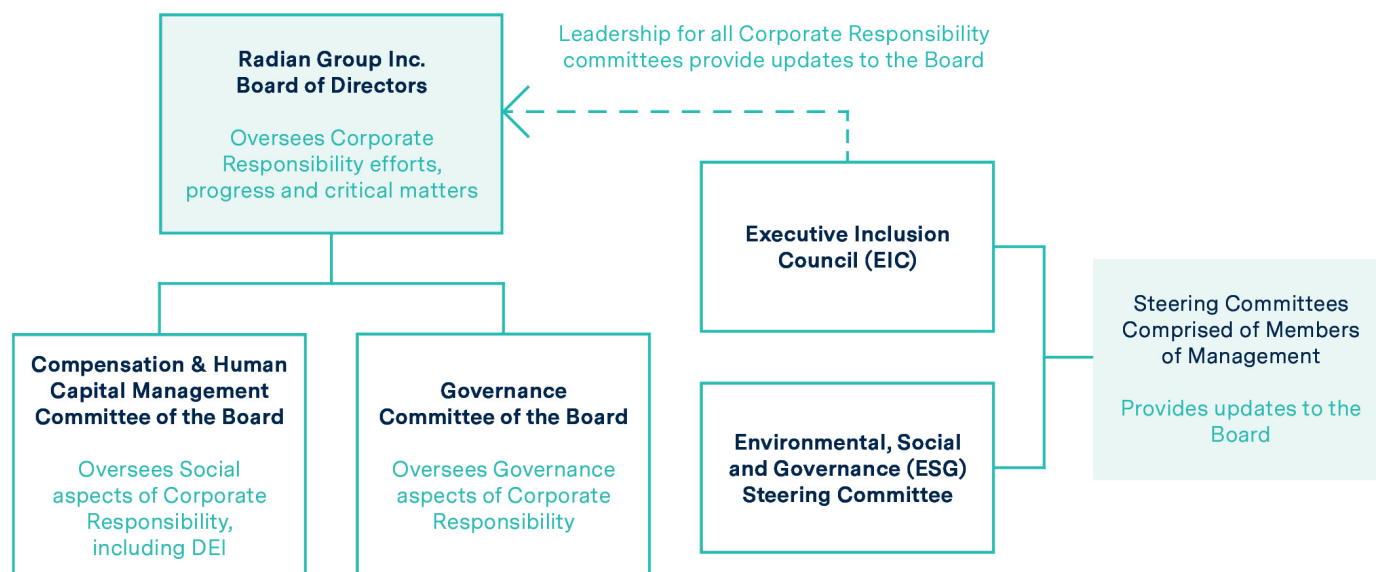 Radian Group Inc.
Board of Directors
Oversees Corporate
Responsibility efforts,
progress and critical matters
Leadership for all Corporate Responsibility
committees provide updates to the Board
Compensation & Human
Capital Management
Committee of the Board
Oversees Social
aspects of Corporate
Responsibility,
including DEI
Governance
Committee of the Board
Oversees Governance
aspects of Corporate
Responsibility
Executive Inclusion
Council (EIC)
Environmental, Social
and Governance (ESG)
Steering Committee
Steering Committees
Comprised of Members
of Management
Provides updates to the
Board